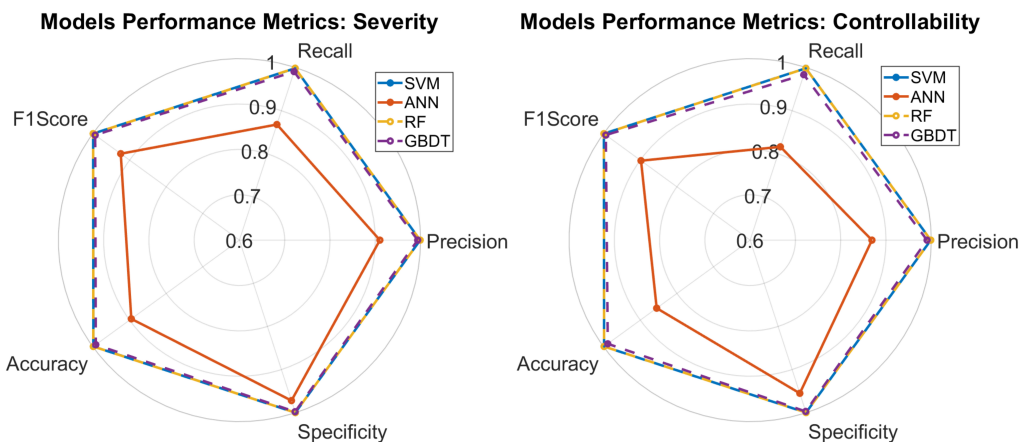 Models Performance Metrics: Severity
Recall
1
0.9
0.8
0.7
0.6
F1Score
Precision
Accuracy
Specificity
SVM
ANN
RF
GBDT
Models Performance Metrics: Controllability
Recall
1
0.9
0.8
0.7
0.6
F1Score
Precision
Accuracy
Specificity
SVM
ANN
RF
GBDT